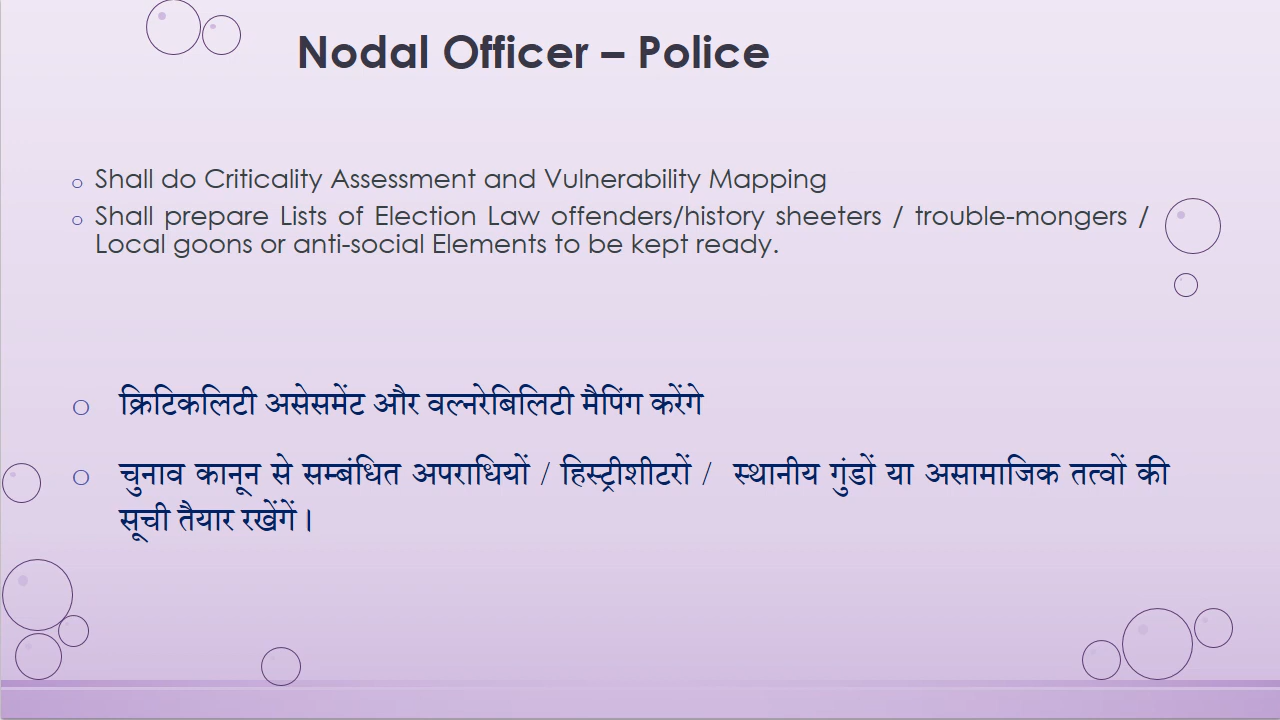 Nodal Officer – Police
o Shall do Criticality Assessment and Vulnerability Mapping
o Shall prepare Lists of Election Law offenders/history sheeters / trouble-mongers /
Local goons or anti-social Elements to be kept ready.
o क्रिटिकलिटी असेसमेंट और वल्नरेबिलिटी मैपिंग करेंगे
o चुनाव कानून से सम्बंधित अपराधियों / हिस्ट्रीशीटरों / स्थानीय गुंडों या असामाजिक तत्वों की
सूची तैयार रखेंगें।